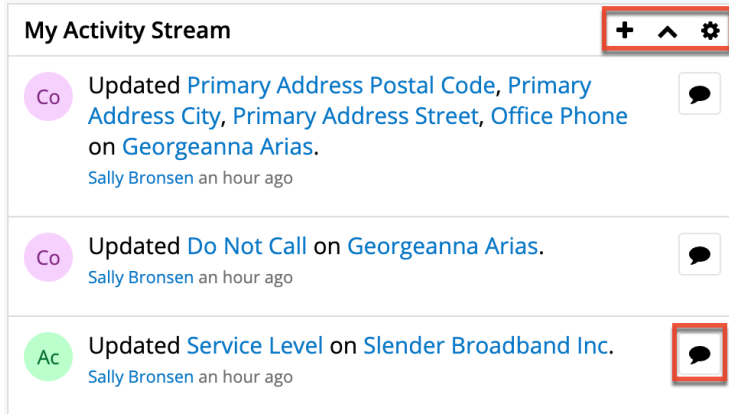 My Activity Stream
Co
Updated Primary Address Postal Code, Primary
Address City, Primary Address Street, Office Phone
on Georgeanna Arias.
Sally Bronsen an hour ago
Co
Updated Do Not Call on Georgeanna Arias.
Sally Bronsen an hour ago
Ac
Updated Service Level on Slender Broadband Inc.
Sally Bronsen an hour ago